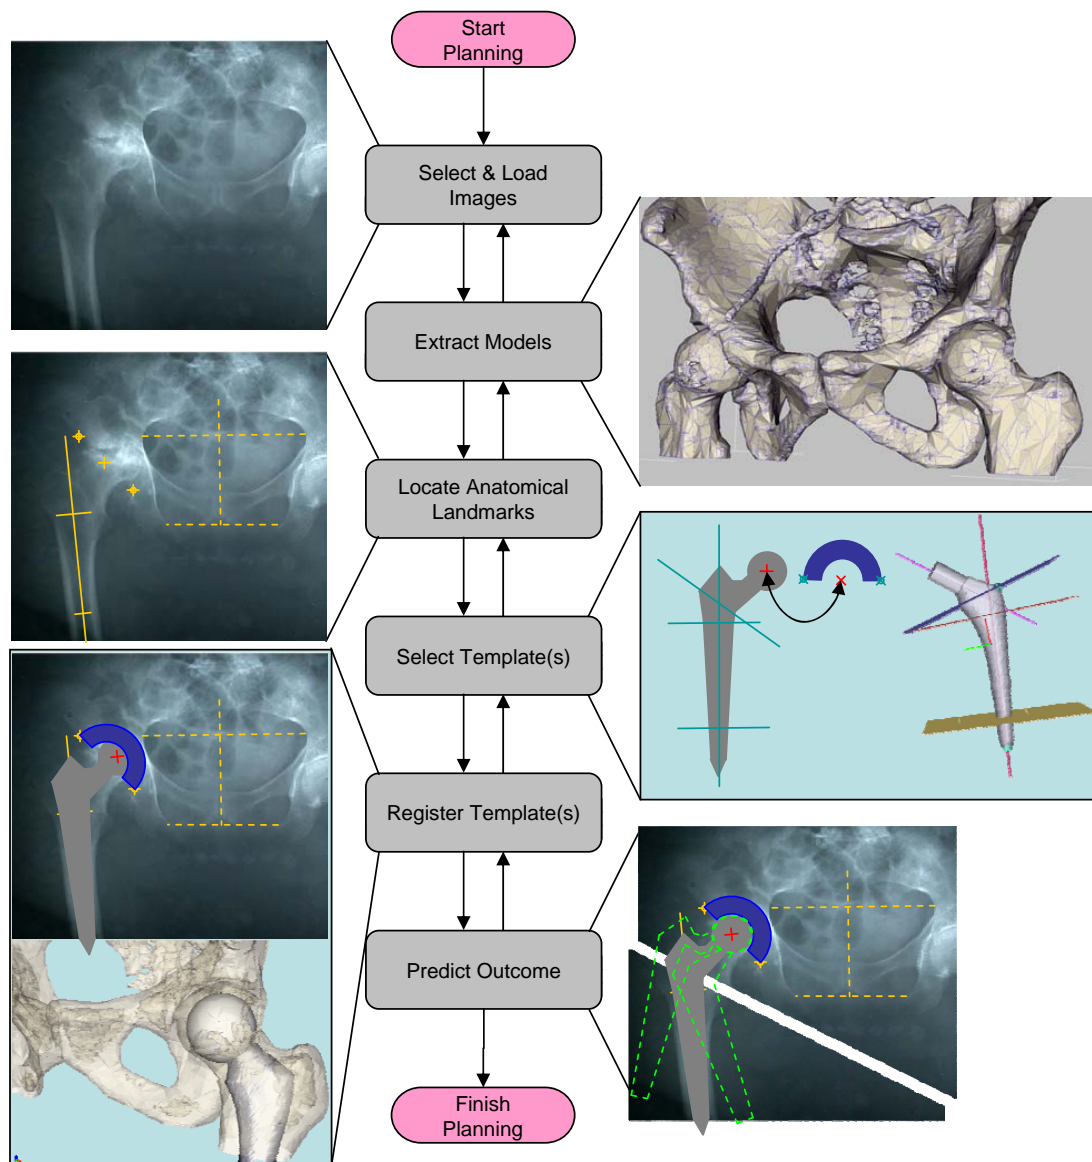 Start
Planning
Select & Load
Images
Extract Models
Locate Anatomical
Landmarks
Select Template(s)
Register Template(s)
Predict Outcome
Finish
Planning